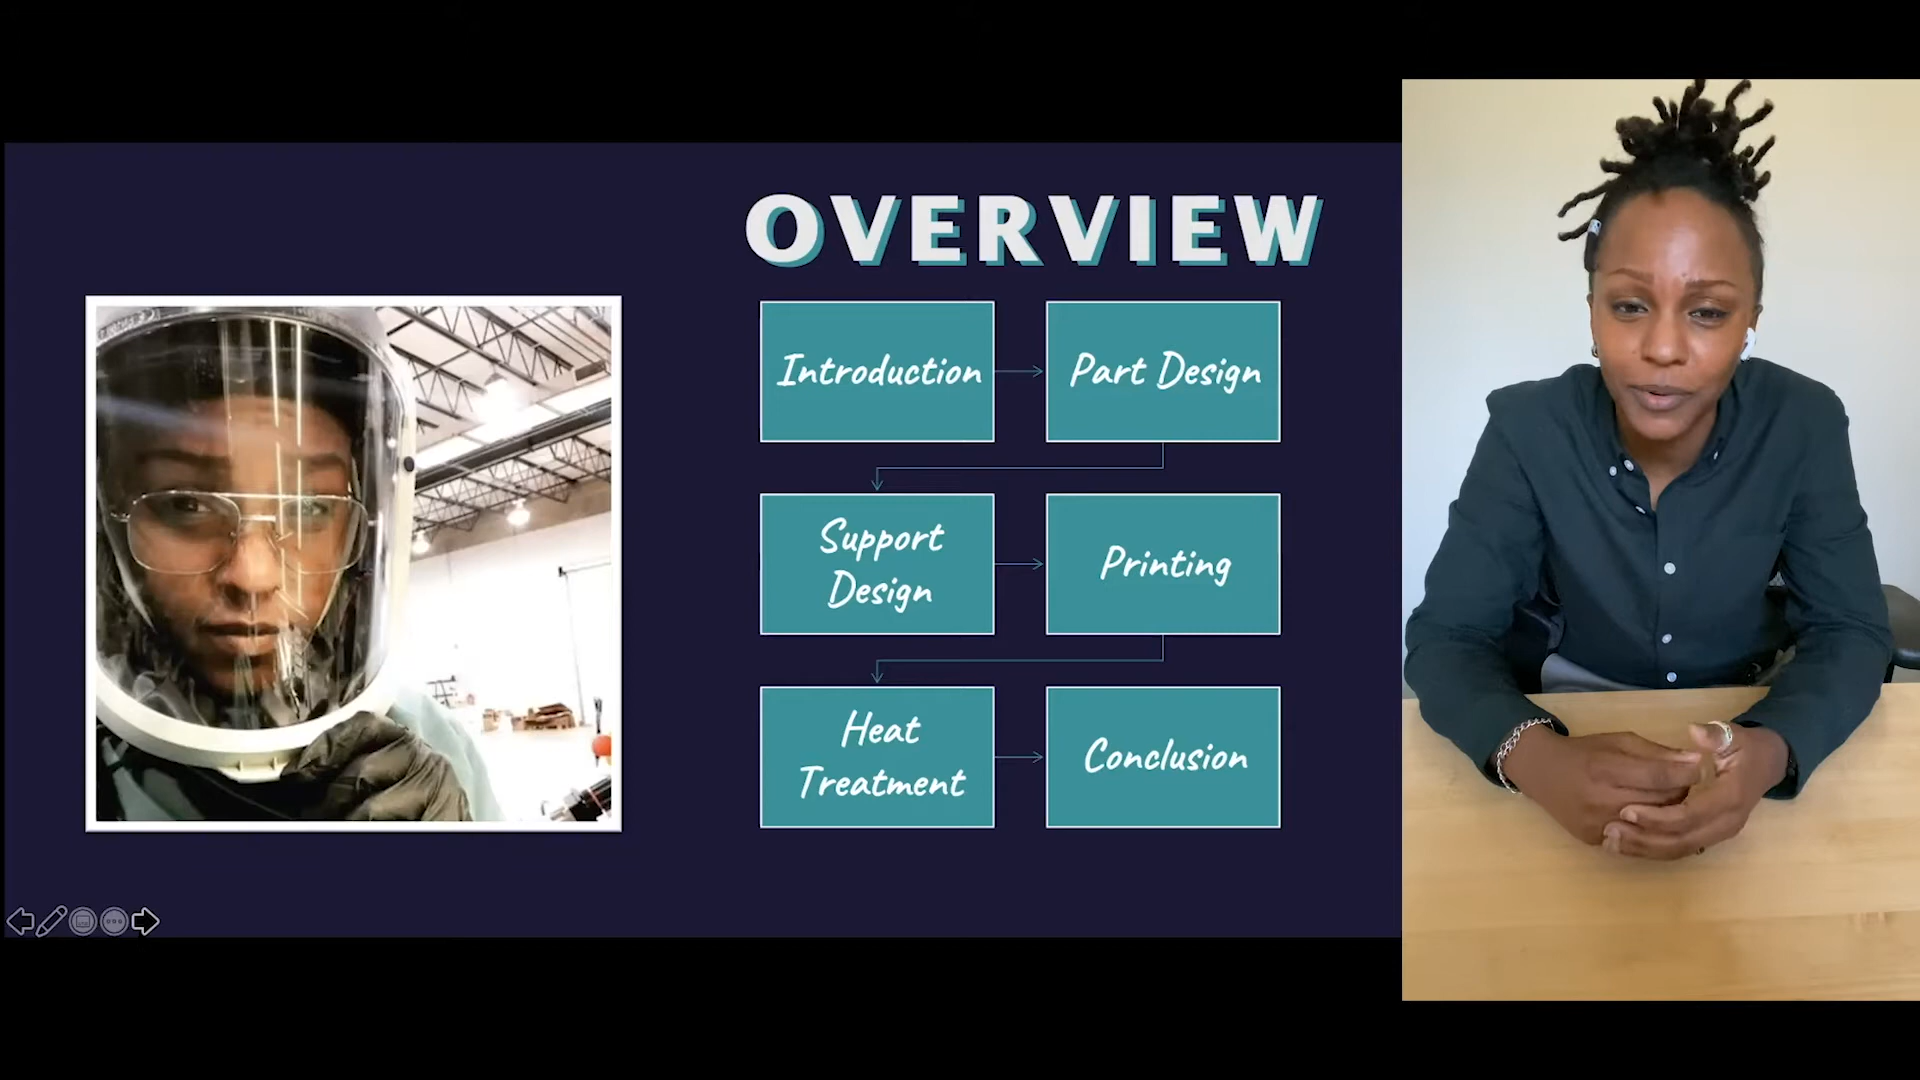 OVERVIEW
Introduction
Part Design
Support
Design
Printing
Heat
Treatment
Conclusion